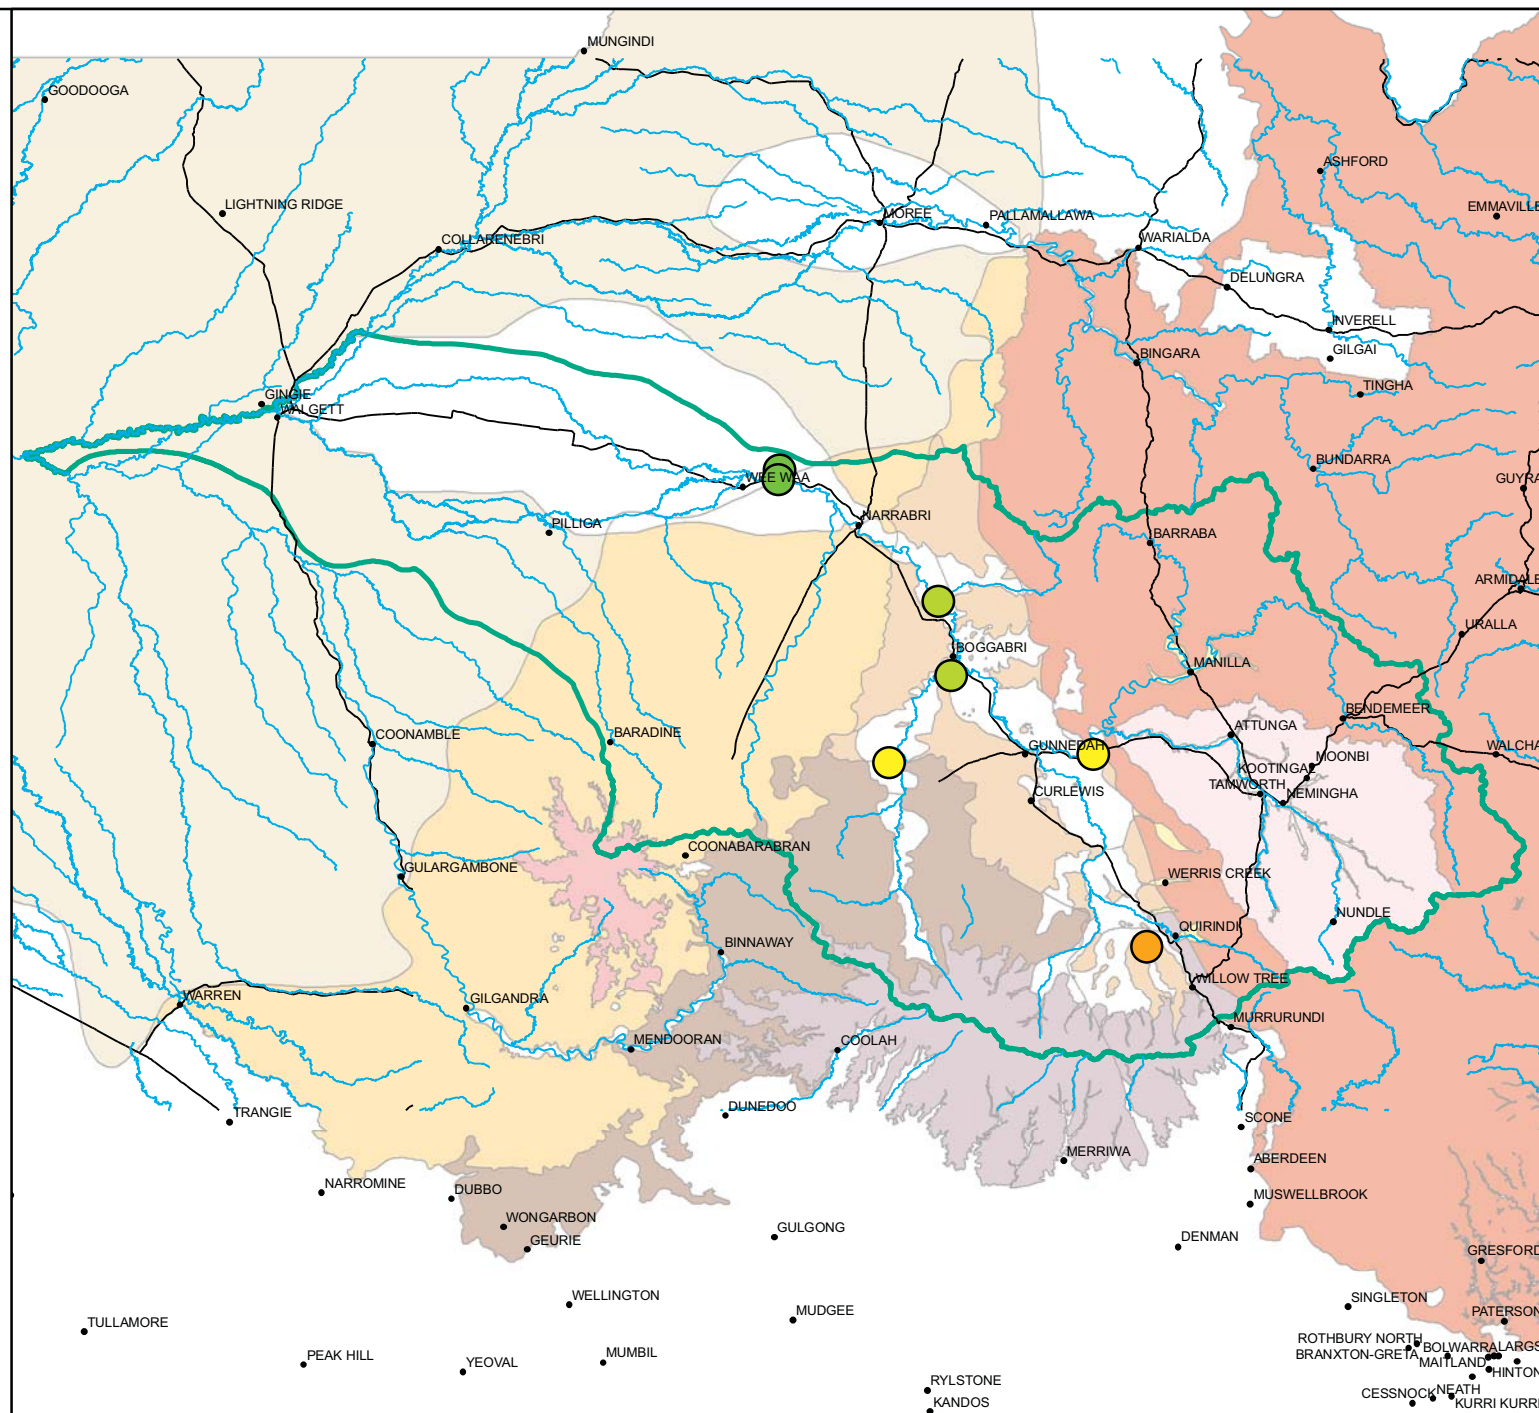 MUNGINDI
GOODOOGA
ASHFORD
LIGHTNING RIDGE
EMMAVILLE
MOREE
PALLAMALLAWA
COLLARENEBRI
WARIALDA
DELUNGRA
INVERELL
GILGAI
BINGARA
TINGHA
GINGIE
WALGETT
BUNDARRA
WEE WAA
GUYRA
NARRABRI
PILLIGA
BARRABA
ARMIDALE
URALLA
BOGGABRI
MANILLA
BENDEMEER
ATTUNGA
BARADINE
COONAMBLE
GUNNEDAH
WALCHA
MOONBI
KOOTINGAL
TAMWORTH
CURLEWIS
NEMINGHA
COONABARABRAN
GULARGAMBONE
WERRIS CREEK
NUNDLE
QUIRINDI
BINNAWAY
WILLOW TREE
WARREN
GILGANDRA
MURRURUNDI
MENDOORAN
COOLAH
DUNEDOO
TRANGIE
SCONE
MERRIWA
ABERDEEN
NARROMINE
DUBBO
MUSWELLBROOK
WONGARBON
GULGONG
GEURIE
DENMAN
GRESFORD
WELLINGTON
SINGLETON
MUDGEE
PATERSON
TULLAMORE
ROTHBURY NORTH
BOLWARRA
LARGS
BRANXTON-GRETA
MUMBIL
PEAK HILL
YEOVAL
MAITLAND
HINTON
RYLSTONE
CESSNOCK
NEATH
KANDOS
KURRI KURRI